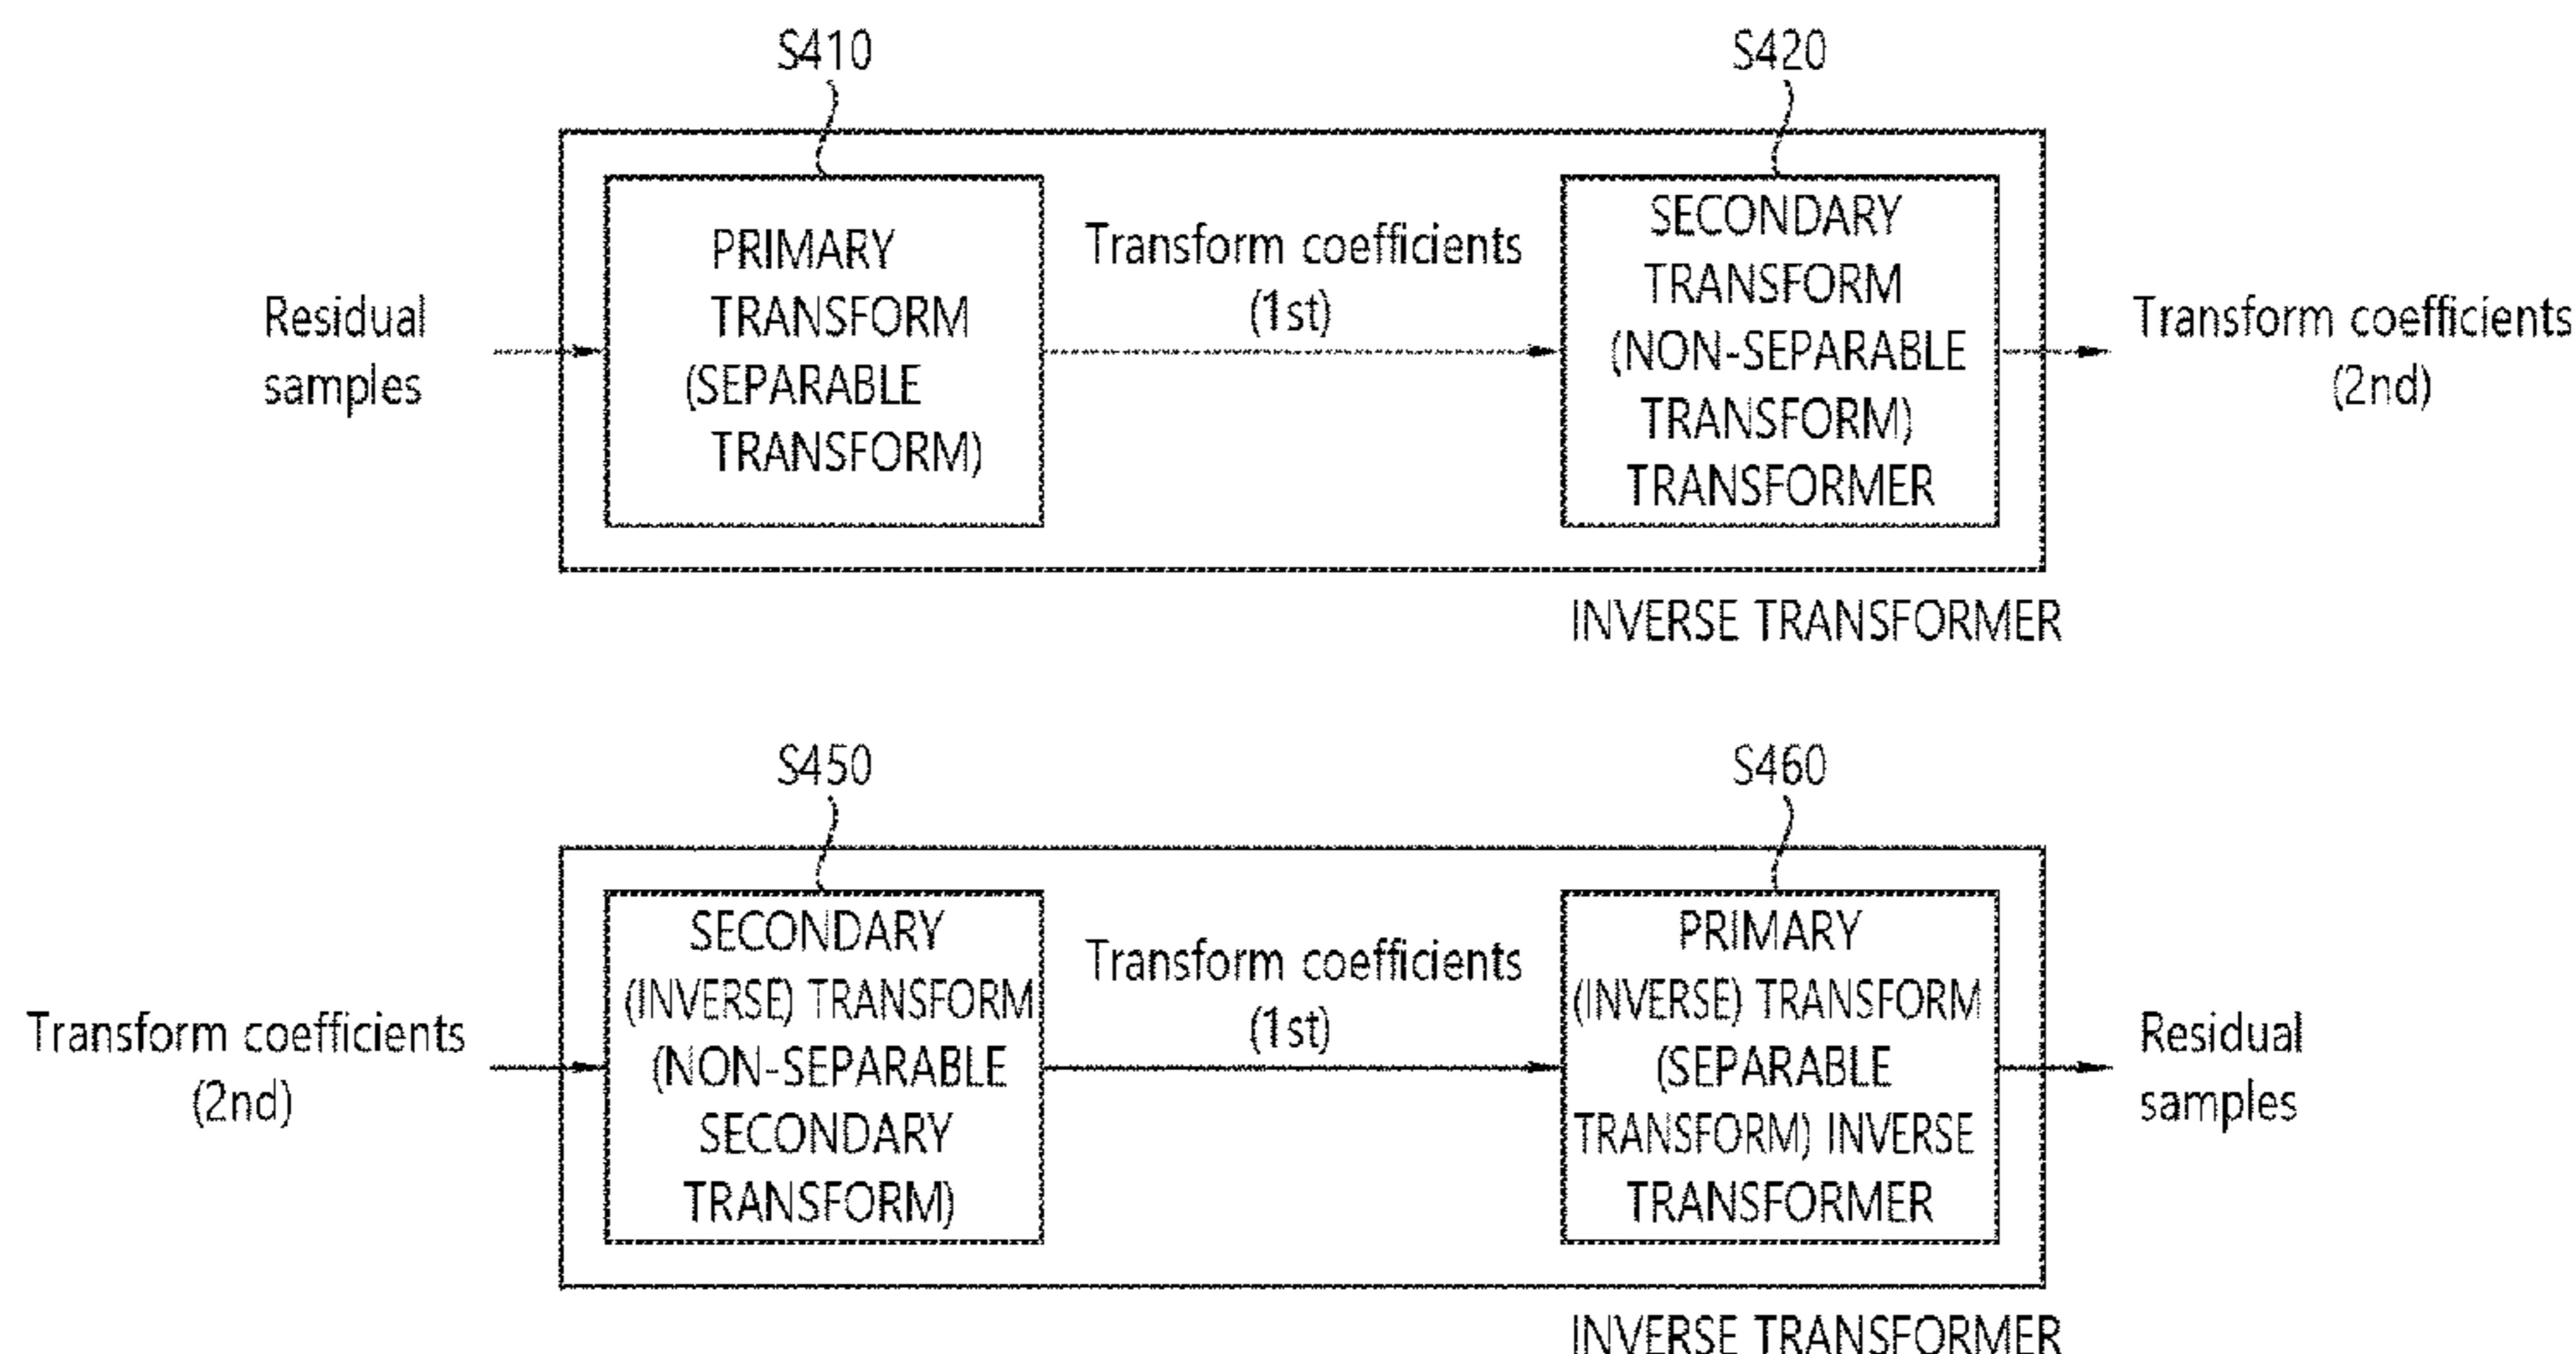 S410
S420
Residual
samples
PRIMARY
TRANSFORM
(SEPARABLE
TRANSFORM)
Transform coefficients
(1st)
SECONDARY
TRANSFORM
(NON-SEPARABLE
TRANSFORM)
TRANSFORMER
Transform coefficients
(2nd)
INVERSE TRANSFORMER
S450
S460
Transform coefficients
(2nd)
SECONDARY
(INVERSE) TRANSFORM
(NON-SEPARABLE
SECONDARY
TRANSFORM)
Transform coefficients
(1st)
PRIMARY
(INVERSE) TRANSFORM
(SEPARABLE
TRANSFORM) INVERSE
TRANSFORMER
Residual
samples
INVERSE TRANSFORMER